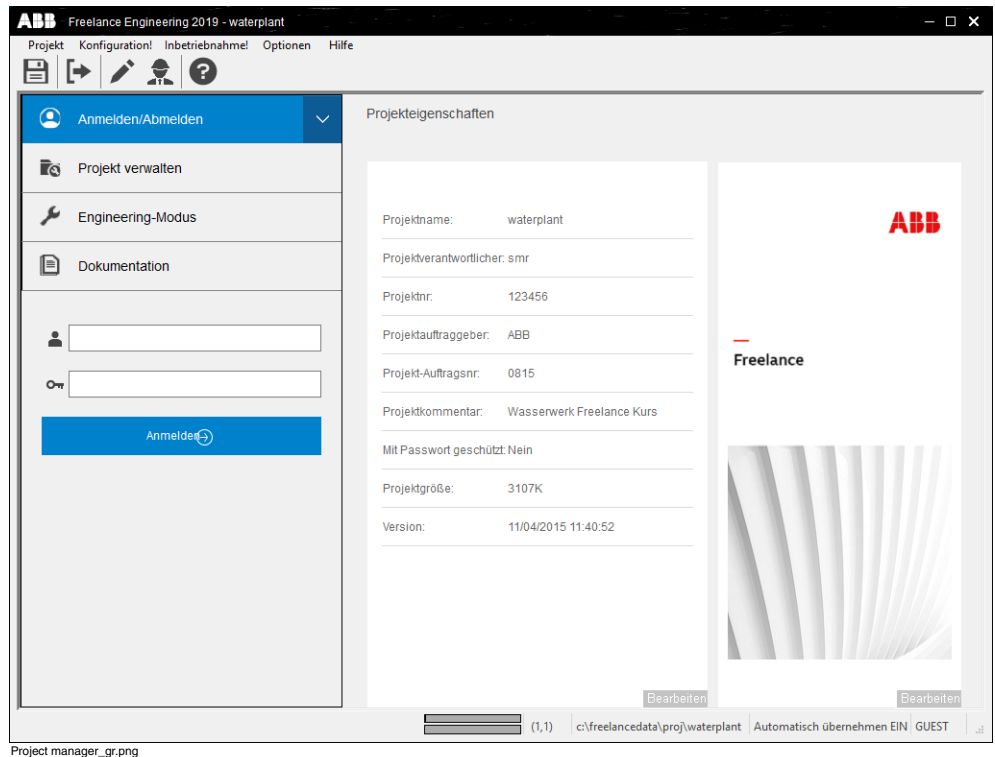 ABB Freelance Engineering 2019 - waterplant
Projekt Konfiguration! Inbetriebnahme! Optionen Hilfe
Anmelden/Abmelden
Projekt verwalten
Engineering-Modus
Dokumentation
Anmelden
Projekteigenschaften
Projektname: waterplant
Projektverantwortlicher: smr
Projektnr: 123456
Projektauftraggeber: ABB
Projekt-Auftragsnr: 0815
Projektkommentar: Wasserwerk Freelance Kurs
Mit Passwort geschützt: Nein
Projektgröße: 3107K
Version: 11/04/2015 11:40:52
Bearbeiten
ABB
Freelance
Bearbeiten
(1,1) c:\freelancedata\proj\waterplant Automatisch übernehmen EIN GUEST
Project manager_gr.png